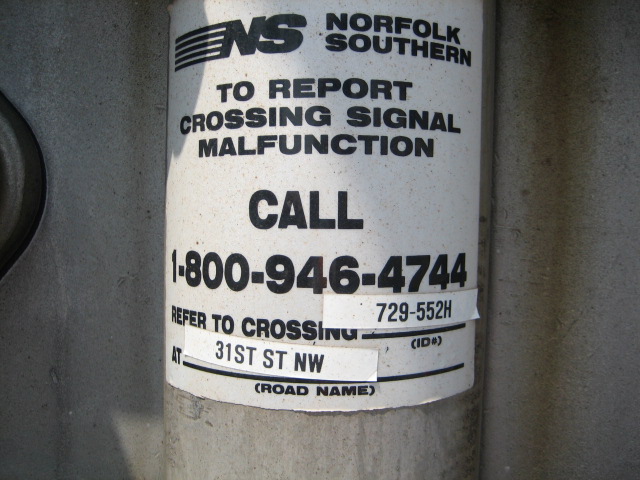 NS NORFOLK
SOUTHERN
TO REPORT
CROSSING SIGNAL
MALFUNCTION
CALL
1-800-946-4744
REFER TO CROSSING 729-552H
(ID#)
AT 31ST ST NW
(ROAD NAME)